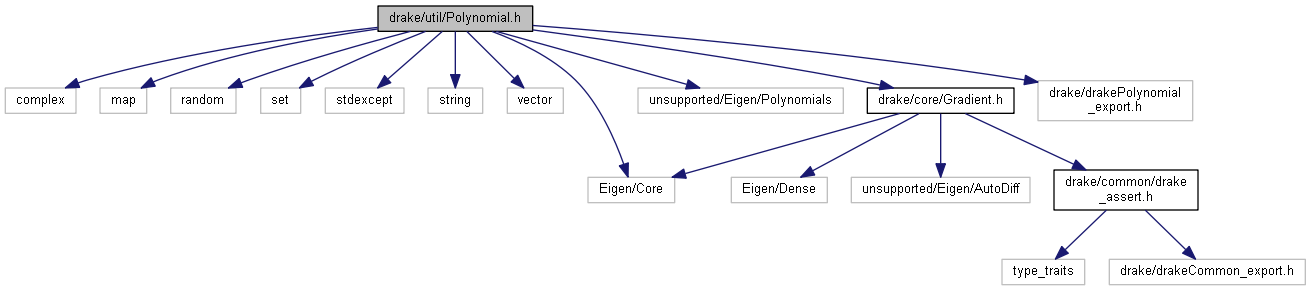 drake/util/Polynomial.h
complex
map
random
set
stdexcept
string
vector
unsupported/Eigen/Polynomials
drake/core/Gradient.h
drake/drakePolynomial
_export.h
Eigen/Core
Eigen/Dense
unsupported/Eigen/AutoDiff
drake/common/drake
_assert.h
type_traits
drake/drakeCommon_export.h